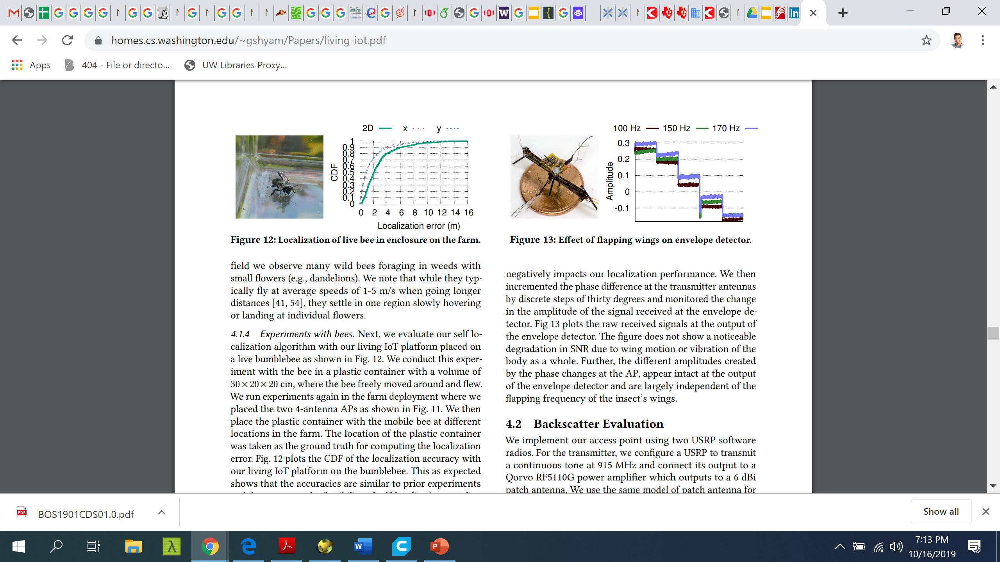 homes.cs.washington.edu/~gshyam/Papers/living-iot.pdf
Apps
404 - File or directo...
UW Libraries Proxy...
2D x y
1
0.9
0.8
0.7
0.6
0.5
0.4
0.3
0.2
0.1
0
CDF
0 2 4 6 8 10 12 14 16
Localization error (m)
Figure 12: Localization of live bee in enclosure on the farm.
field we observe many wild bees foraging in weeds with
small flowers (e.g., dandelions). We note that while they typ-
ically fly at average speeds of 1-5 m/s when going longer
distances [41, 54], they settle in one region slowly hovering
or landing at individual flowers.
4.1.4 Experiments with bees. Next, we evaluate our self lo-
calization algorithm with our living IoT platform placed on
a live bumblebee as shown in Fig. 12. We conduct this exper-
iment with the bee in a plastic container with a volume of
30 × 20 × 20 cm, where the bee freely moved around and flew.
We run experiments again in the farm deployment where we
placed the two 4-antenna APs as shown in Fig. 11. We then
place the plastic container with the mobile bee at different
locations in the farm. The location of the plastic container
was taken as the ground truth for computing the localization
error. Fig. 12 plots the CDF of the localization accuracy with
our living IoT platform on the bumblebee. This as expected
shows that the accuracies are similar to prior experiments
100 Hz 150 Hz 170 Hz
0.3
0.2
0.1
0
-0.1
Amplitude
Figure 13: Effect of flapping wings on envelope detector.
negatively impacts our localization performance. We then
incremented the phase difference at the transmitter antennas
by discrete steps of thirty degrees and monitored the change
in the amplitude of the signal received at the envelope de-
tector. Fig 13 plots the raw received signals at the output of
the envelope detector. The figure does not show a noticeable
degradation in SNR due to wing motion or vibration of the
body as a whole. Further, the different amplitudes created
by the phase changes at the AP, appear intact at the output
of the envelope detector and are largely independent of the
flapping frequency of the insect's wings.
4.2 Backscatter Evaluation
We implement our access point using two USRP software
radios. For the transmitter, we configure a USRP to transmit
a continuous tone at 915 MHz and connect its output to a
Qorvo RF5110G power amplifier which outputs to a 6 dBi
patch antenna. We use the same model of patch antenna for
BOS1901CDS01.0.pdf
Show all
7:13 PM
10/16/2019